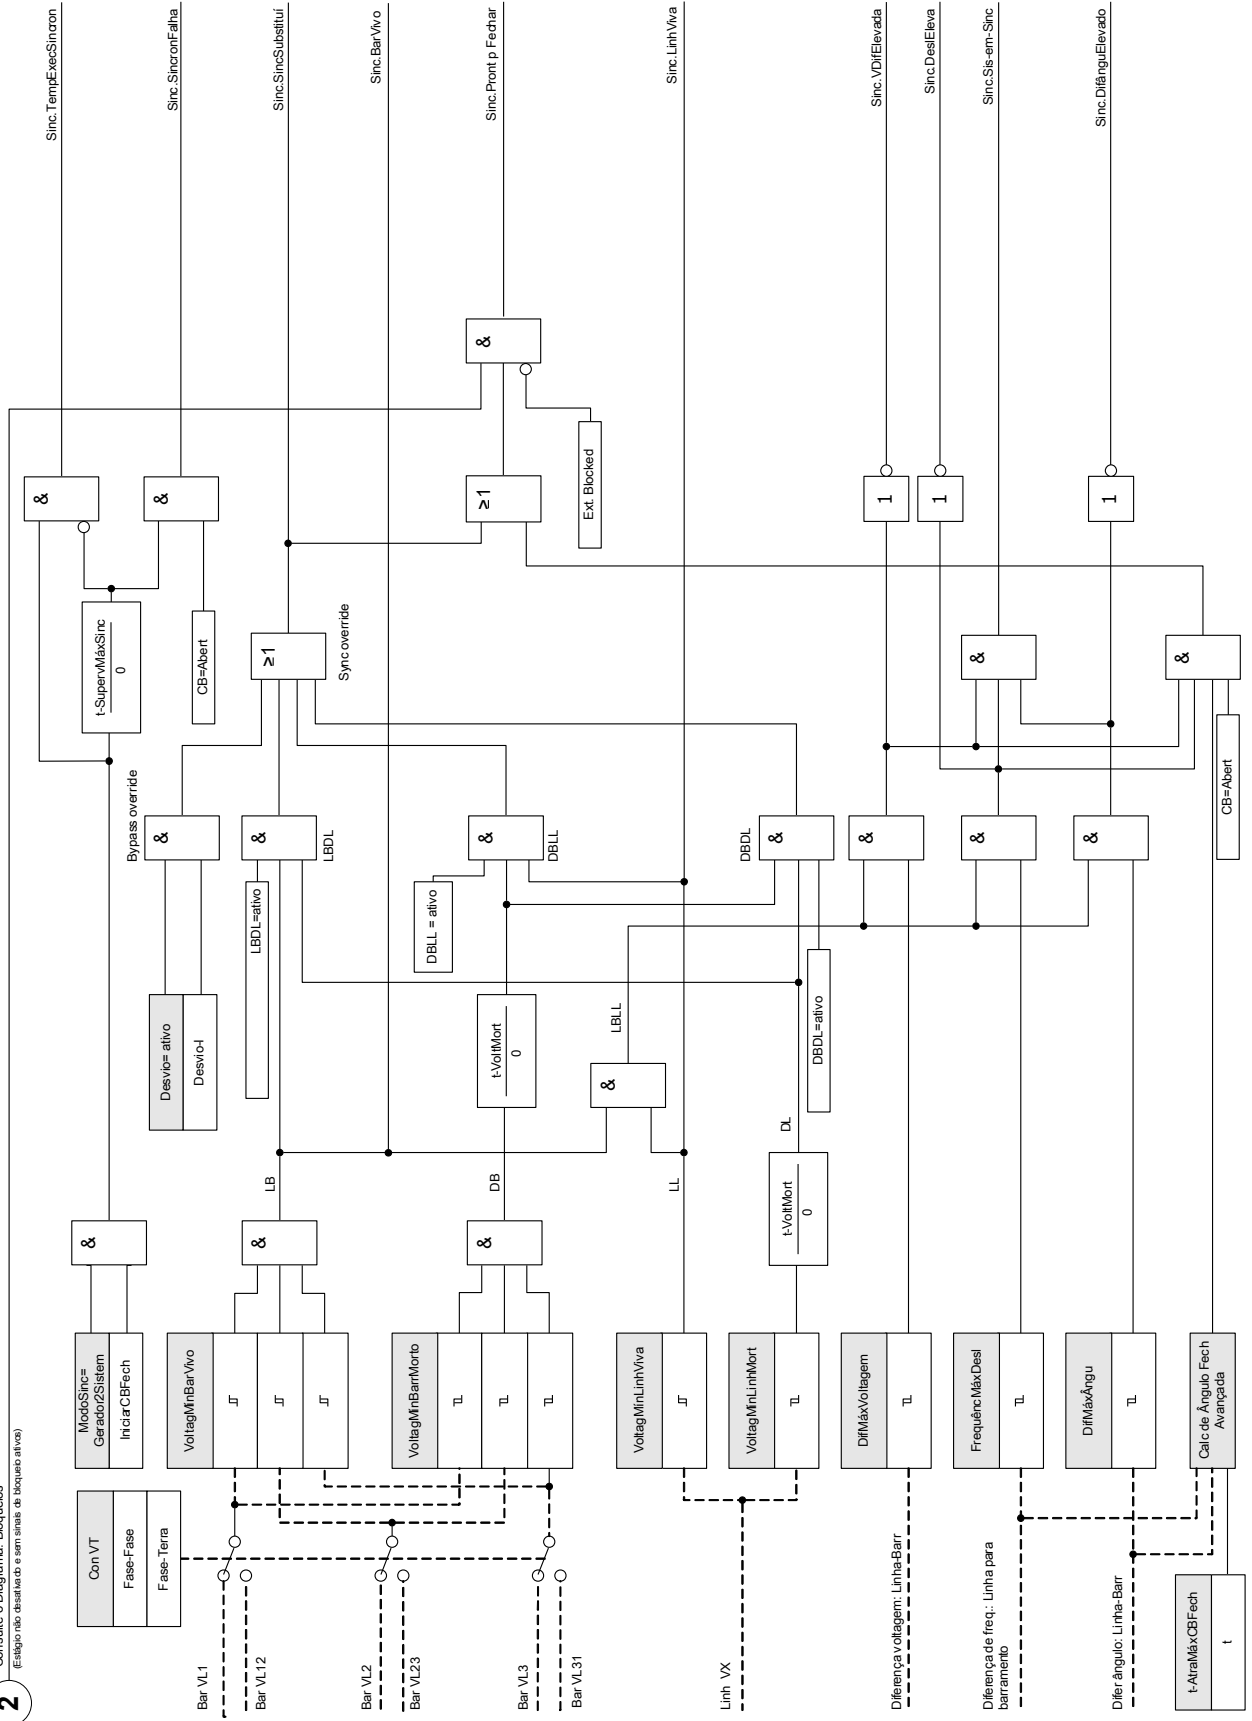 2
Consulte o Diagrama: Bloqueios
(Estágio não desativado e sem sinais de bloqueio ativos)
Con VT
Fase-Fase
Fase-Terra
Bar VL1
Bar VL12
Bar VL2
Bar VL23
Bar VL3
Bar VL31
Linh VX
Diferença voltagem: Linha-Barr
Diferença de freq.: Linha para
barramento
Difer ângulo: Linha-Barr
t-AtraMáxCBFech
t
ModoSinc=
Gerador2Sistem
IniciarCBFech
VoltagMínBarVivo
VoltagMínBarrMorto
VoltagMínLinhViva
VoltagMínLinhMort
DifMáxVoltagem
FrequêncMáxDesl
DifMáxÂngu
Calc de Ângulo Fech
Avançada
&
&
&
LB
DB
LL
DL
t-VoltMort
0
Desvio= ativo
Desvio-I
LBDL=ativo
t-VoltMort
0
&
LBLL
DBLL = ativo
DBDL=ativo
Bypass override
&
&
LBDL
&
DBLL
DBDL
&
&
&
&
CB=Abert
t-SupervMáxSinc
0
CB=Abert
≥1
Sync override
&
&
&
&
≥1
Ext. Blocked
1
1
1
&
Sinc.TempExecSincron
Sinc.SincronFalha
Sinc.SincSubstituí
Sinc.BarVivo
Sinc.Pront p Fechar
Sinc.LinhViva
Sinc.VDifElevada
Sinc.DeslEleva
Sinc.Sis-em-Sinc
Sinc.DifânguElevado